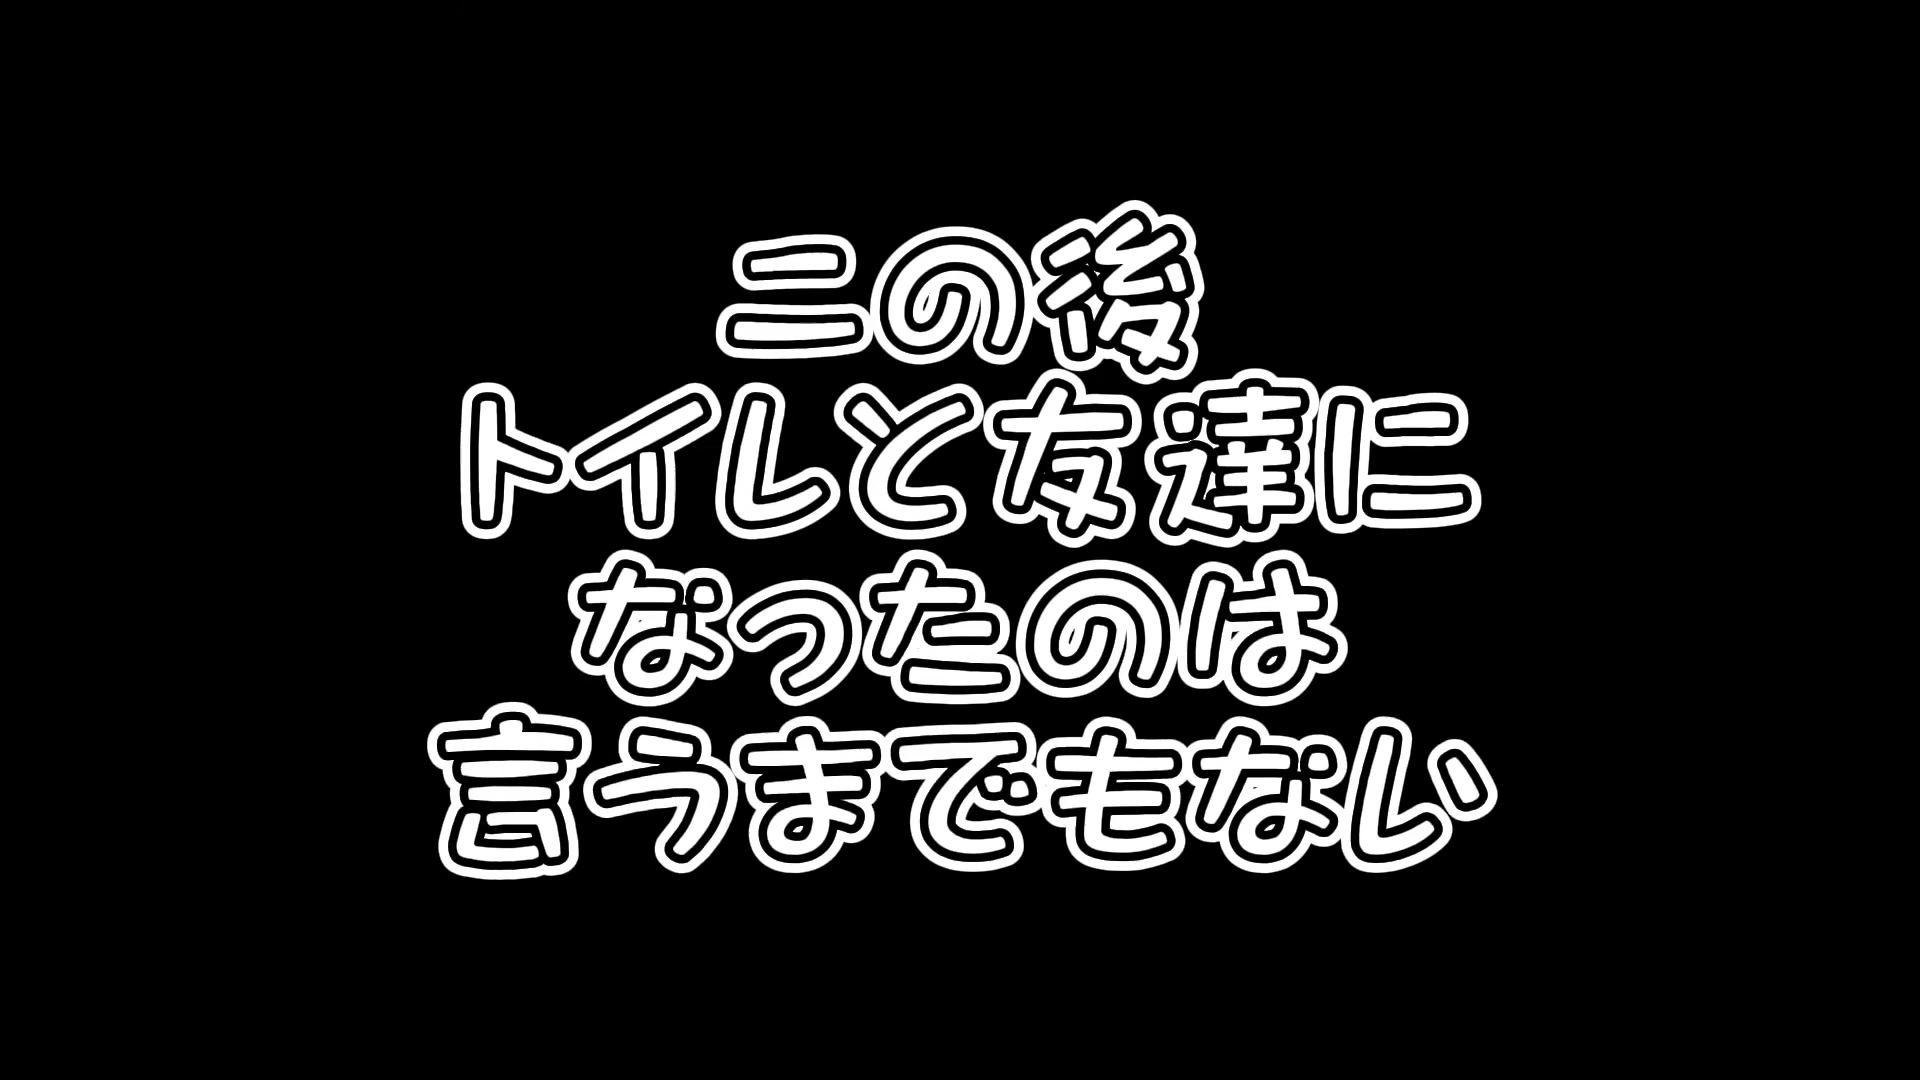 この後
トイレと友達に
なったのは
言うまでもない